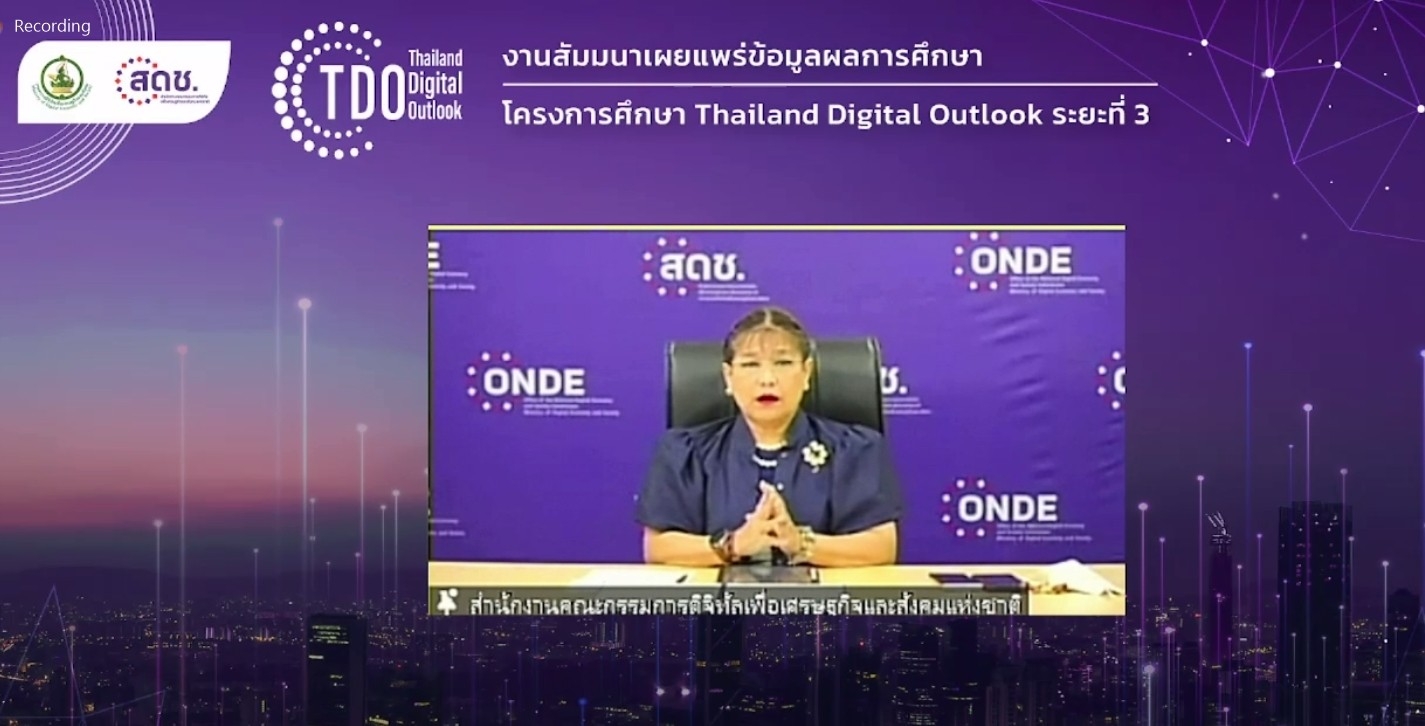 Recording
สดช.
TDO
Thailand
Digital
Outlook
งานสัมมนาเผยแพร่ข้อมูลผลการศึกษา
โครงการศึกษา Thailand Digital Outlook ระยะที่ 3
สดช.
ONDE
ONDE
ช.
ONDE
สำนักงานคณะกรรมการดิจิทัลเพื่อเศรษฐกิจและสังคมแห่งชาติ